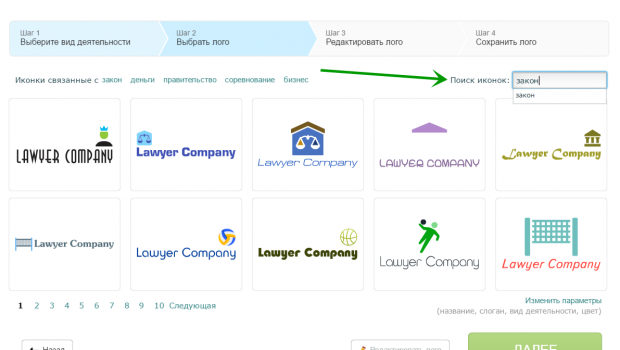 Шаг 1
Выберите вид деятельности
Шаг 2
Выбрать лого
Шаг 3
Редактировать лого
Шаг 4
Сохранить лого
Иконки связанные с закон деньги правительство соревнование бизнес
Поиск иконок: закон
закон
LAWYER COMPANY
Lawyer Company
Lawyer Company
LAWYER COMPANY
Lawyer Company
Lawyer Company
Lawyer Company
Lawyer Company
Lawyer Company
Lawyer Company
1 2 3 4 5 6 7 8 9 10 Следующая
Изменить параметры
(название, слоган, вид деятельности, цвет)
Назад
Редактировать лого
ДАЛЕЕ